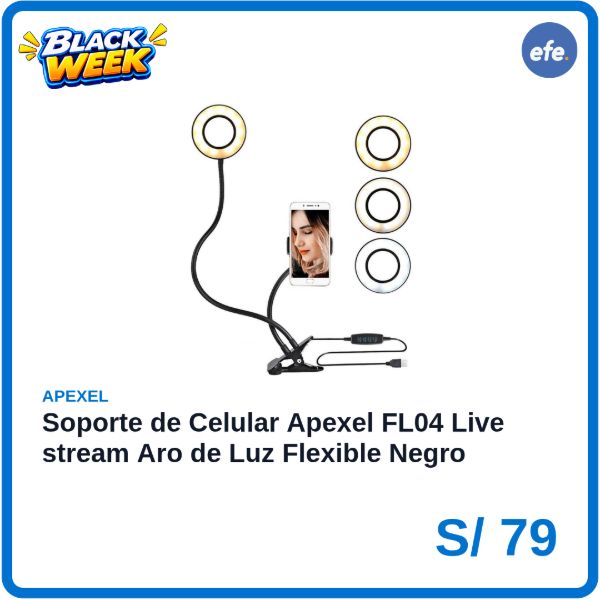 BLACK
WEEK
efe.
APEXEL
Soporte de Celular Apexel FL04 Live
stream Aro de Luz Flexible Negro
S/ 79